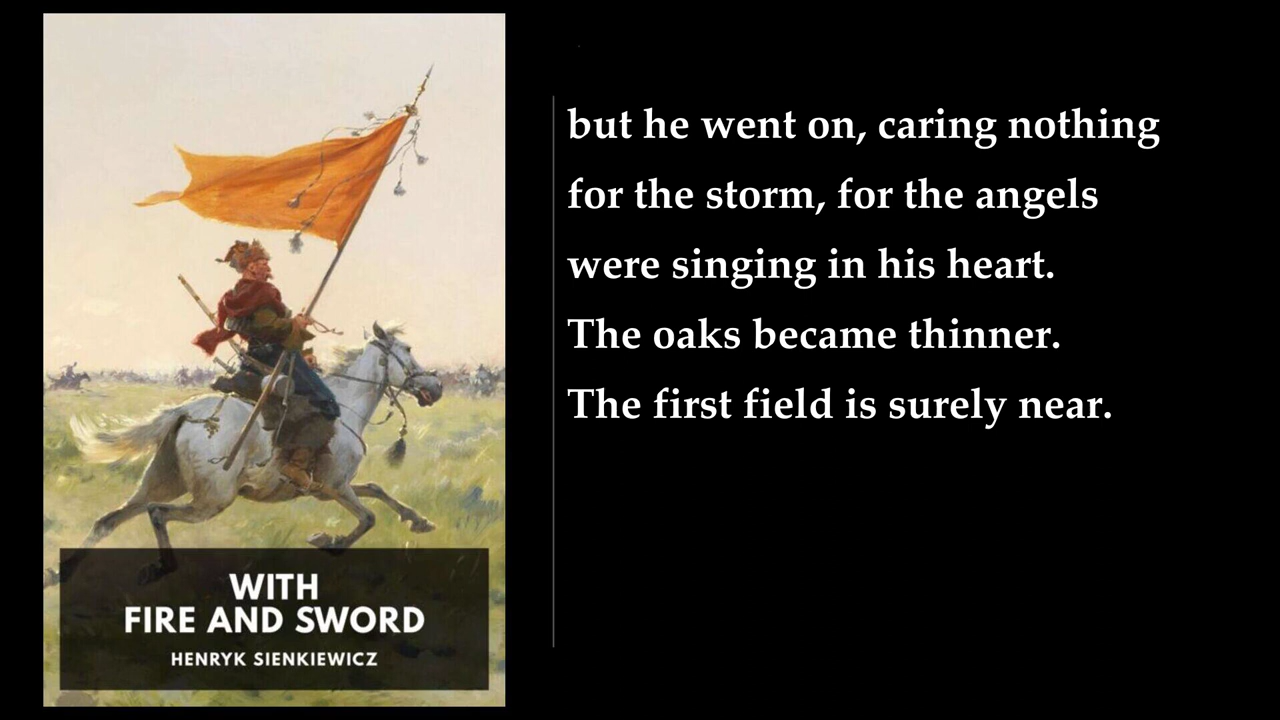 but he went on, caring nothing
for the storm, for the angels
were singing in his heart.
The oaks became thinner.
The first field is surely near.
WITH
FIRE AND SWORD
HENRYK SIENKIEWICZ